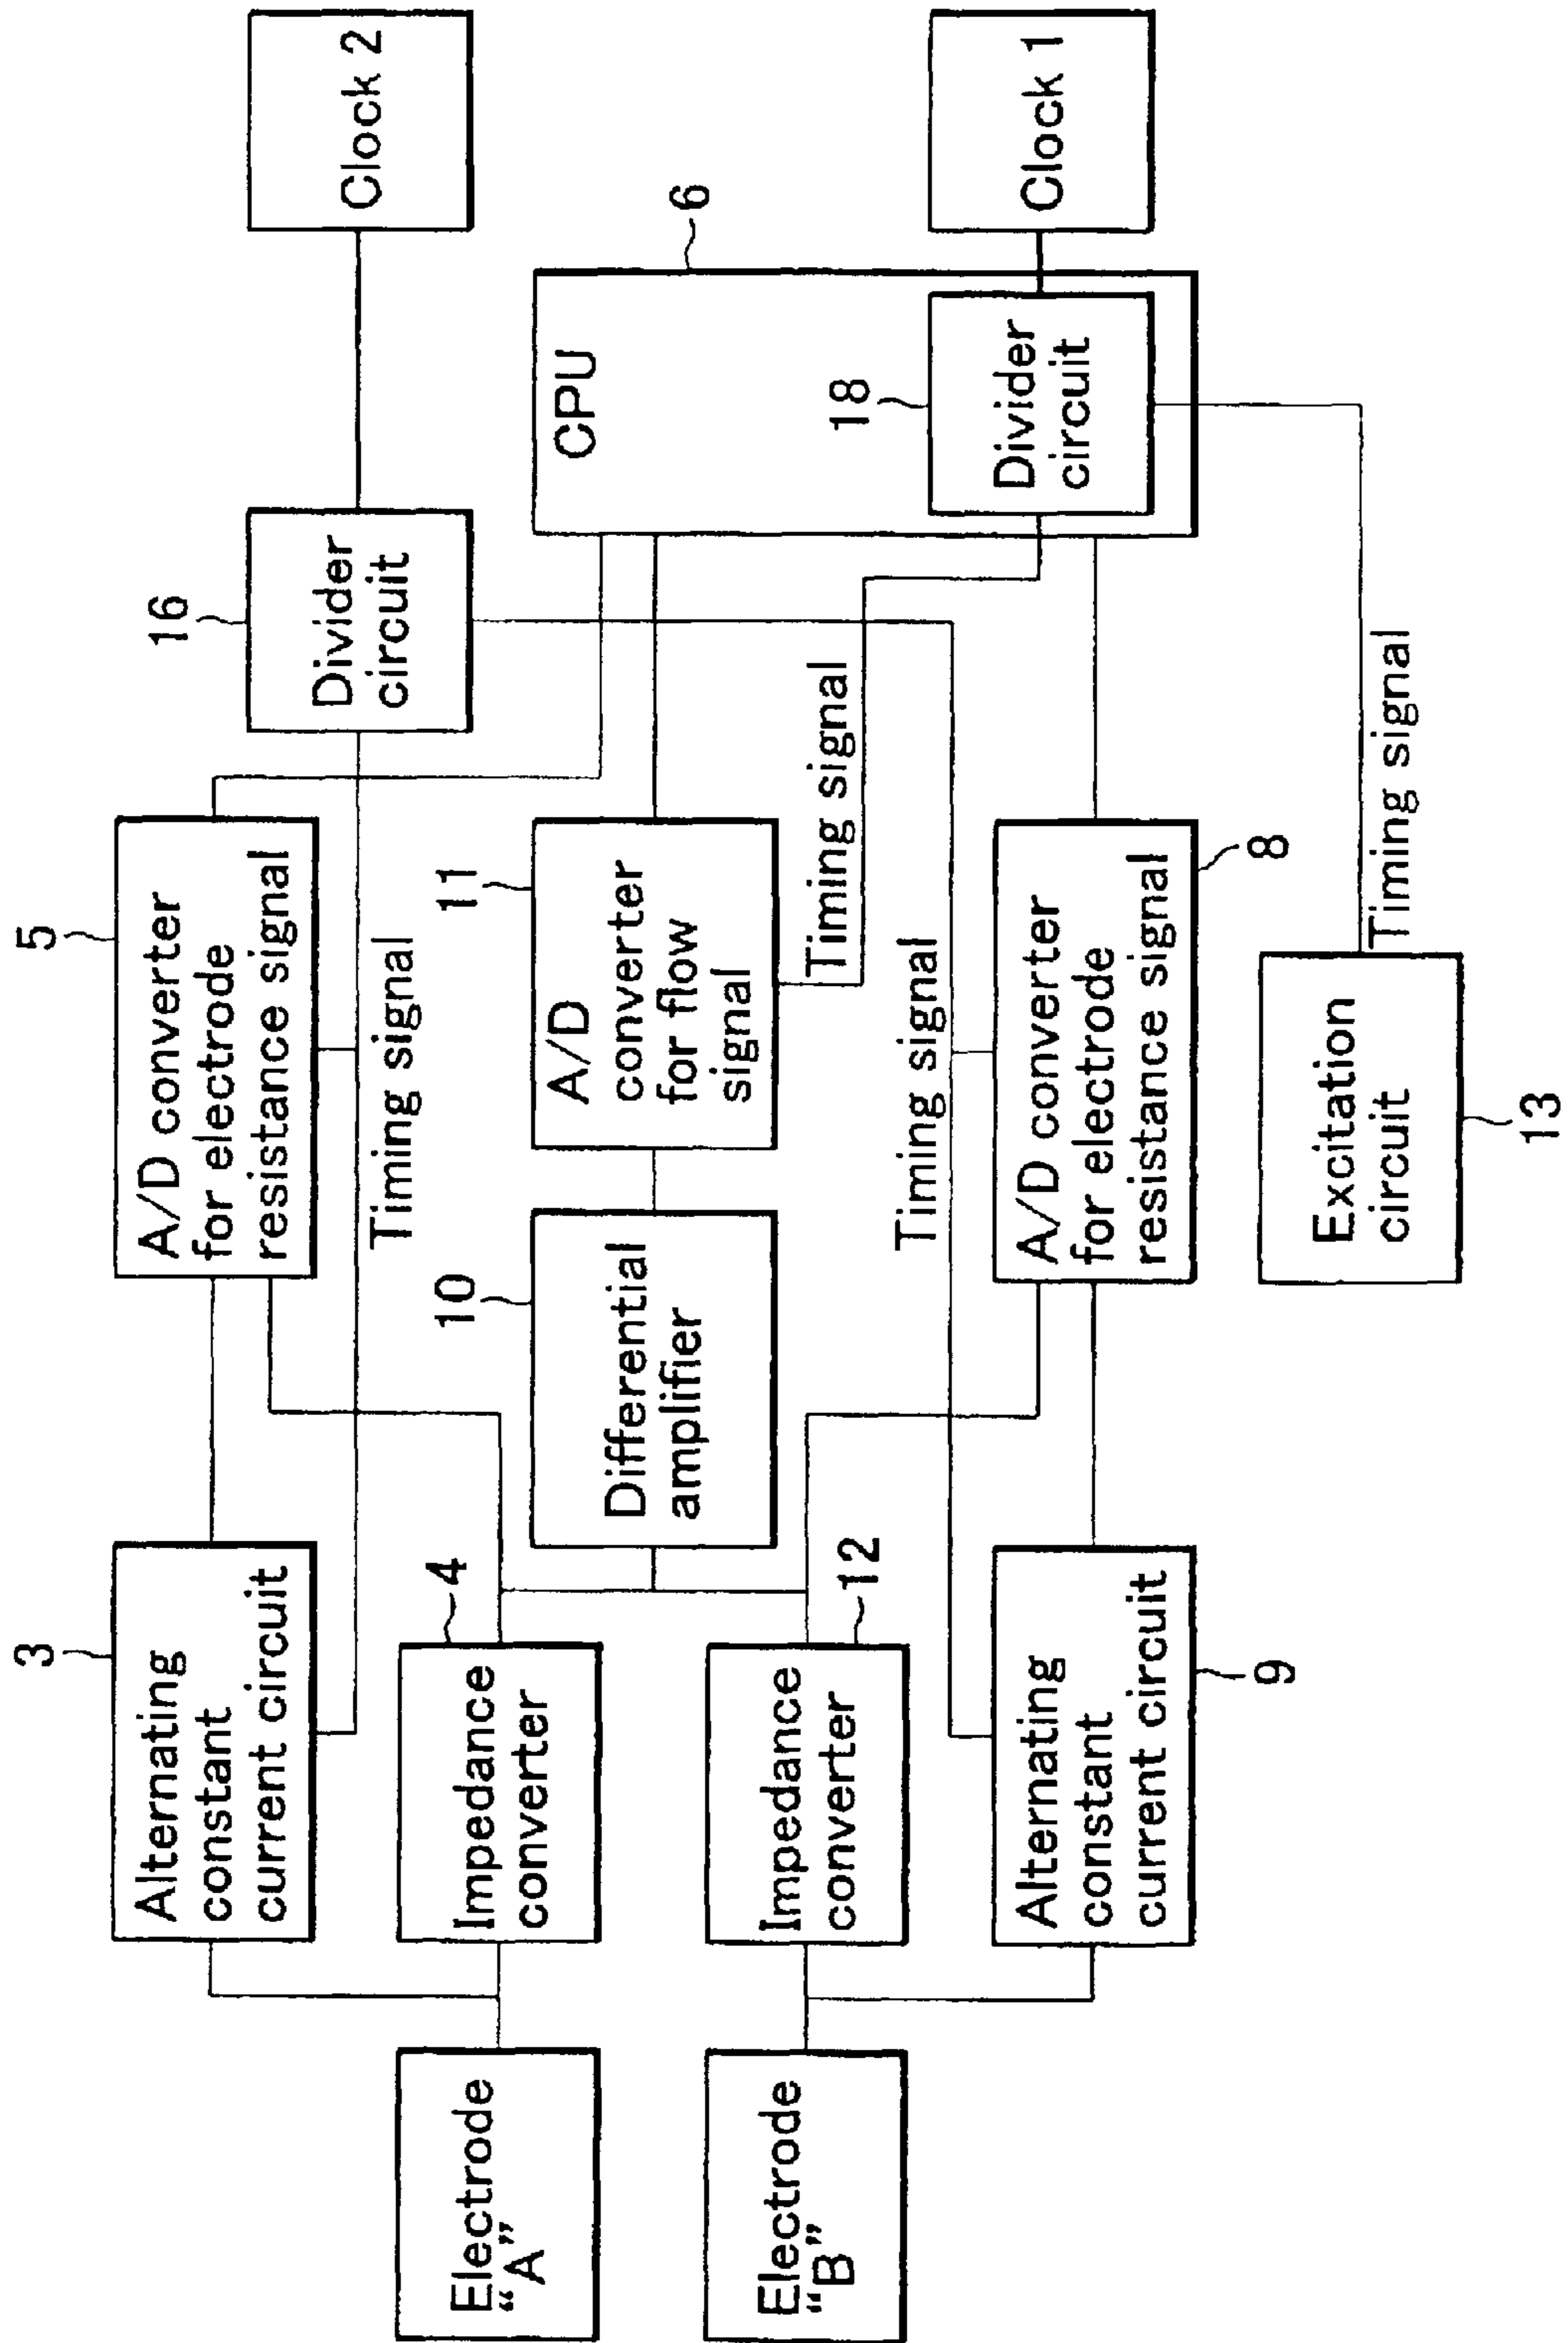 Electrode
“A”
Electrode
“B”
3
Alternating
constant
current circuit
4
Impedance
converter
Impedance
converter
12
Alternating
constant
current circuit
9
5
A/D converter
for electrode
resistance signal
Timing signal
10
Differential
amplifier
11
A/D
converter
for flow
signal
Timing signal
Timing signal
A/D converter
for electrode
resistance signal
8
Excitation
circuit
13
Timing signal
16
Divider
circuit
CPU
6
18
Divider
circuit
Clock 2
Clock 1